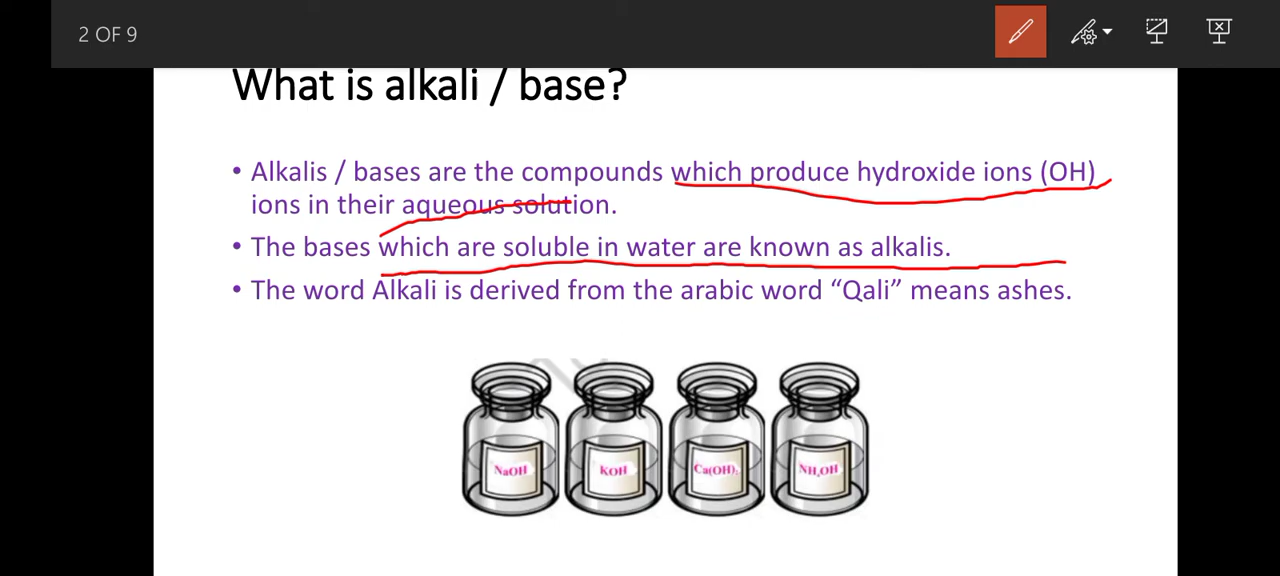 2 OF 9
What is alkali / base?
• Alkalis / bases are the compounds which produce hydroxide ions (OH)
ions in their aqueous solution.
• The bases which are soluble in water are known as alkalis.
• The word Alkali is derived from the arabic word “Qali” means ashes.
NaOH KOH Ca(OH)₂ NH₄OH